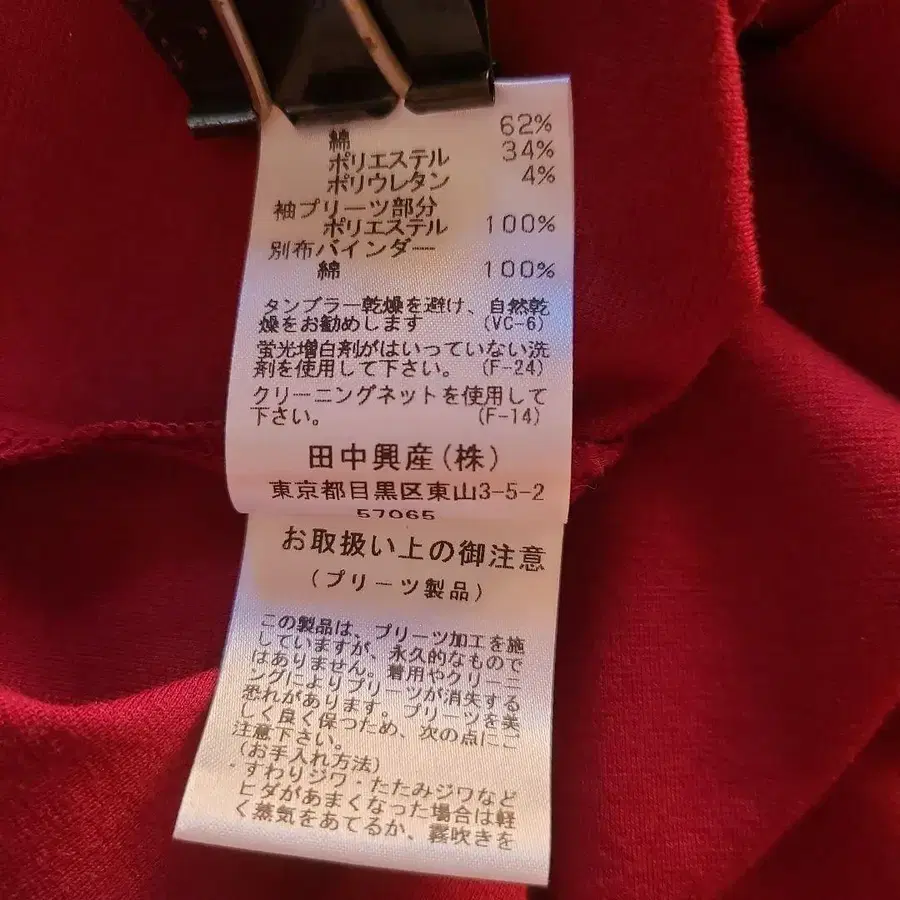 綿 62%
ポリエステル 34%
ポリウレタン 4%
袖プリーツ部分
ポリエステル 100%
別布バインダー
綿 100%
タンブラー乾燥を避け、自然乾
燥をお勧めします (VC-6)
蛍光増白剤がはいっていない洗
剤を使用して下さい。 (F-24)
クリーニングネットを使用して
下さい。 (F-14)
田中興産(株)
東京都目黒区東山3-5-2
57065
お取扱い上の御注意
(プリーツ製品)
この製品は、プリーツ加工を施
していますが、永久的なもので
はありません。着用やクリーニ
ングによりプリーツが消失する
恐れがあります。プリーツを美
しく良く保つため、次の点にご
注意下さい。
(お手入れ方法)
・すわりジワ・たたみジワなど
ヒダがあまくなった場合は軽
く蒸気をあてるか、霧吹きを